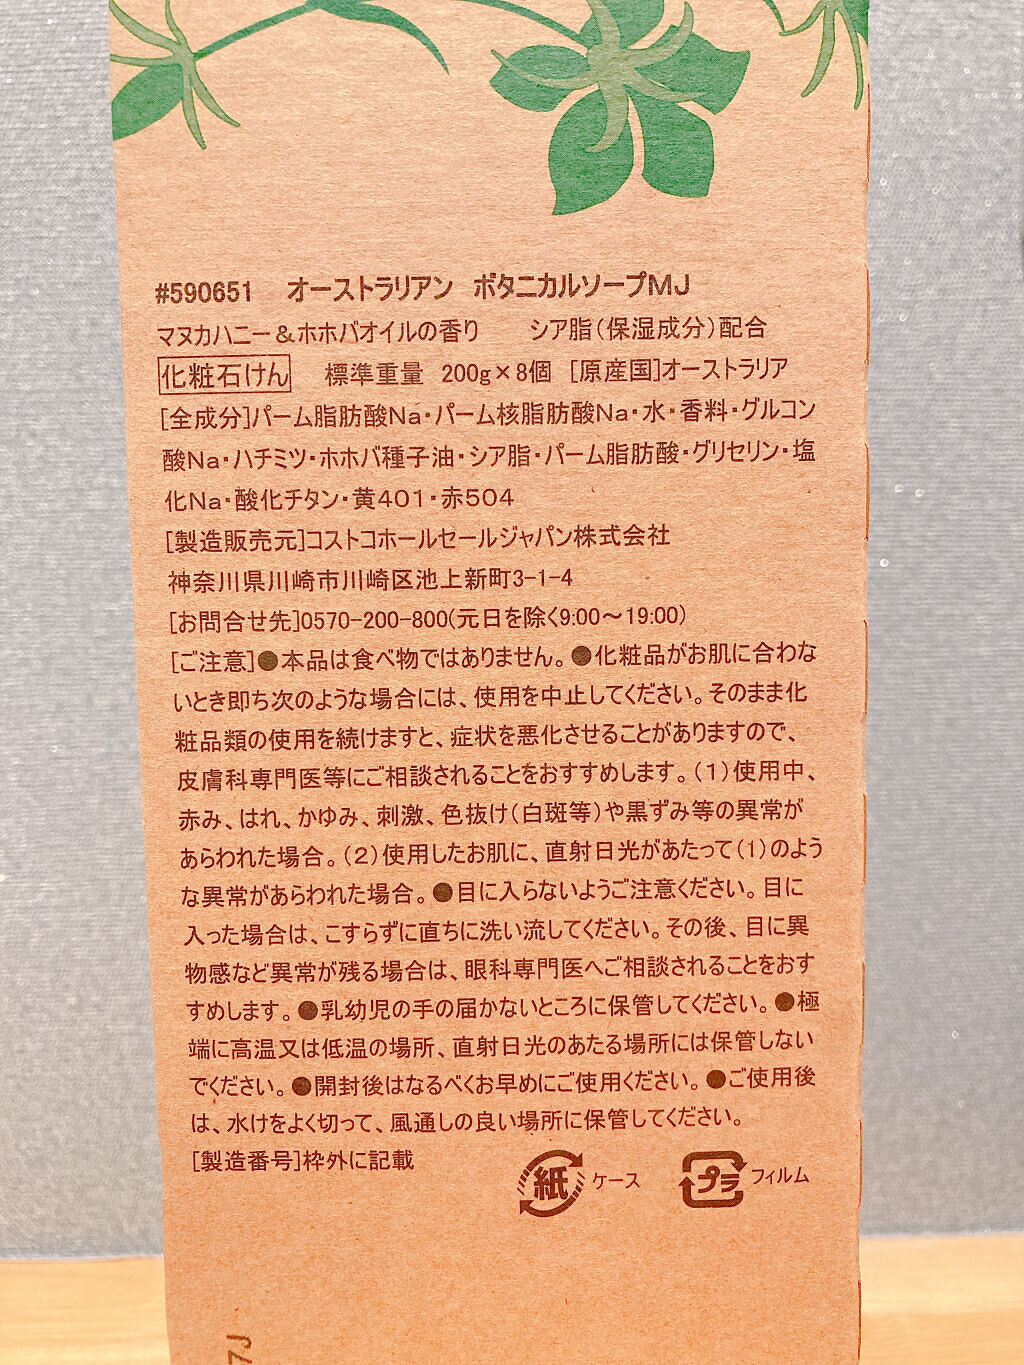 #590651 オーストラリアン ボタニカルソープMJ
マヌカハニー&ホホバオイルの香り シア脂(保湿成分)配合
化粧石けん 標準重量 200g×8個 [原産国]オーストラリア
[全成分]パーム脂肪酸Na・パーム核脂肪酸Na・水・香料・グルコン
酸Na・ハチミツ・ホホバ種子油・シア脂・パーム脂肪酸・グリセリン・塩
化Na・酸化チタン・黄401・赤504
[製造販売元]コストコホールセールジャパン株式会社
神奈川県川崎市川崎区池上新町3-1-4
[お問合せ先]0570-200-800(元日を除く9:00〜19:00)
[ご注意]●本品は食べ物ではありません。●化粧品がお肌に合わな
いとき即ち次のような場合には、使用を中止してください。そのまま化
粧品類の使用を続けますと、症状を悪化させることがありますので、
皮膚科専門医等にご相談されることをおすすめします。(1)使用中、
赤み、はれ、かゆみ、刺激、色抜け(白斑等)や黒ずみ等の異常が
あらわれた場合。(2)使用したお肌に、直射日光があたって(1)のよう
な異常があらわれた場合。●目に入らないようご注意ください。目に
入った場合は、こすらずに直ちに洗い流してください。その後、目に異
物感など異常が残る場合は、眼科専門医へご相談されることをおす
すめします。●乳幼児の手の届かないところに保管してください。●極
端に高温又は低温の場所、直射日光のあたる場所には保管しない
でください。●開封後はなるべくお早めにご使用ください。●ご使用後
は、水けをよく切って、風通しの良い場所に保管してください。
[製造番号]枠外に記載
紙 ケース プラ フィルム